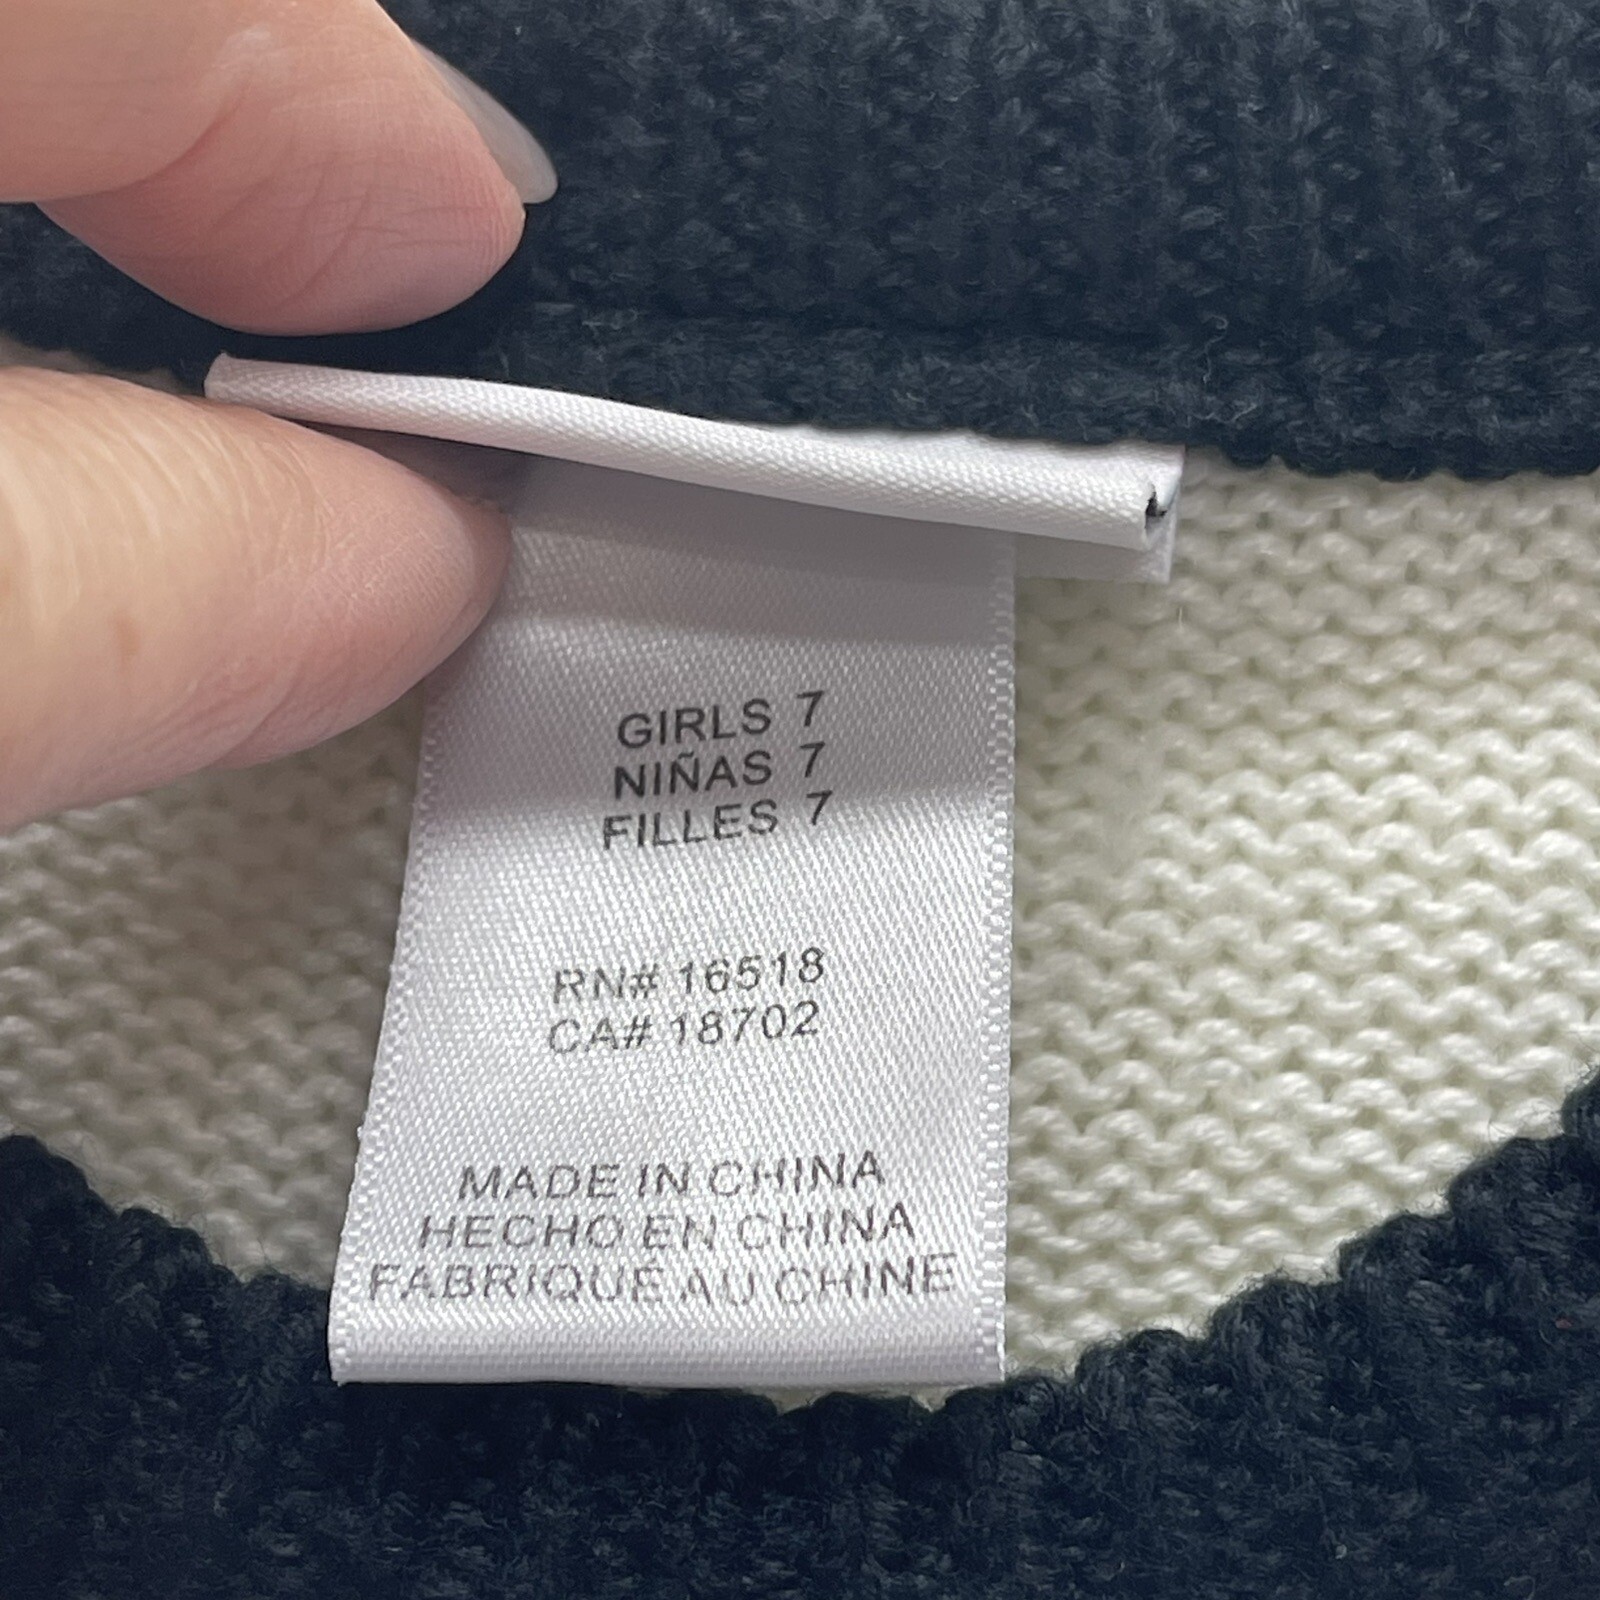 GIRLS 7
NIÑAS 7
FILLES 7
RN# 16518
CA# 18702
MADE IN CHINA
HECHO EN CHINA
FABRIQUÉ AU CHINE